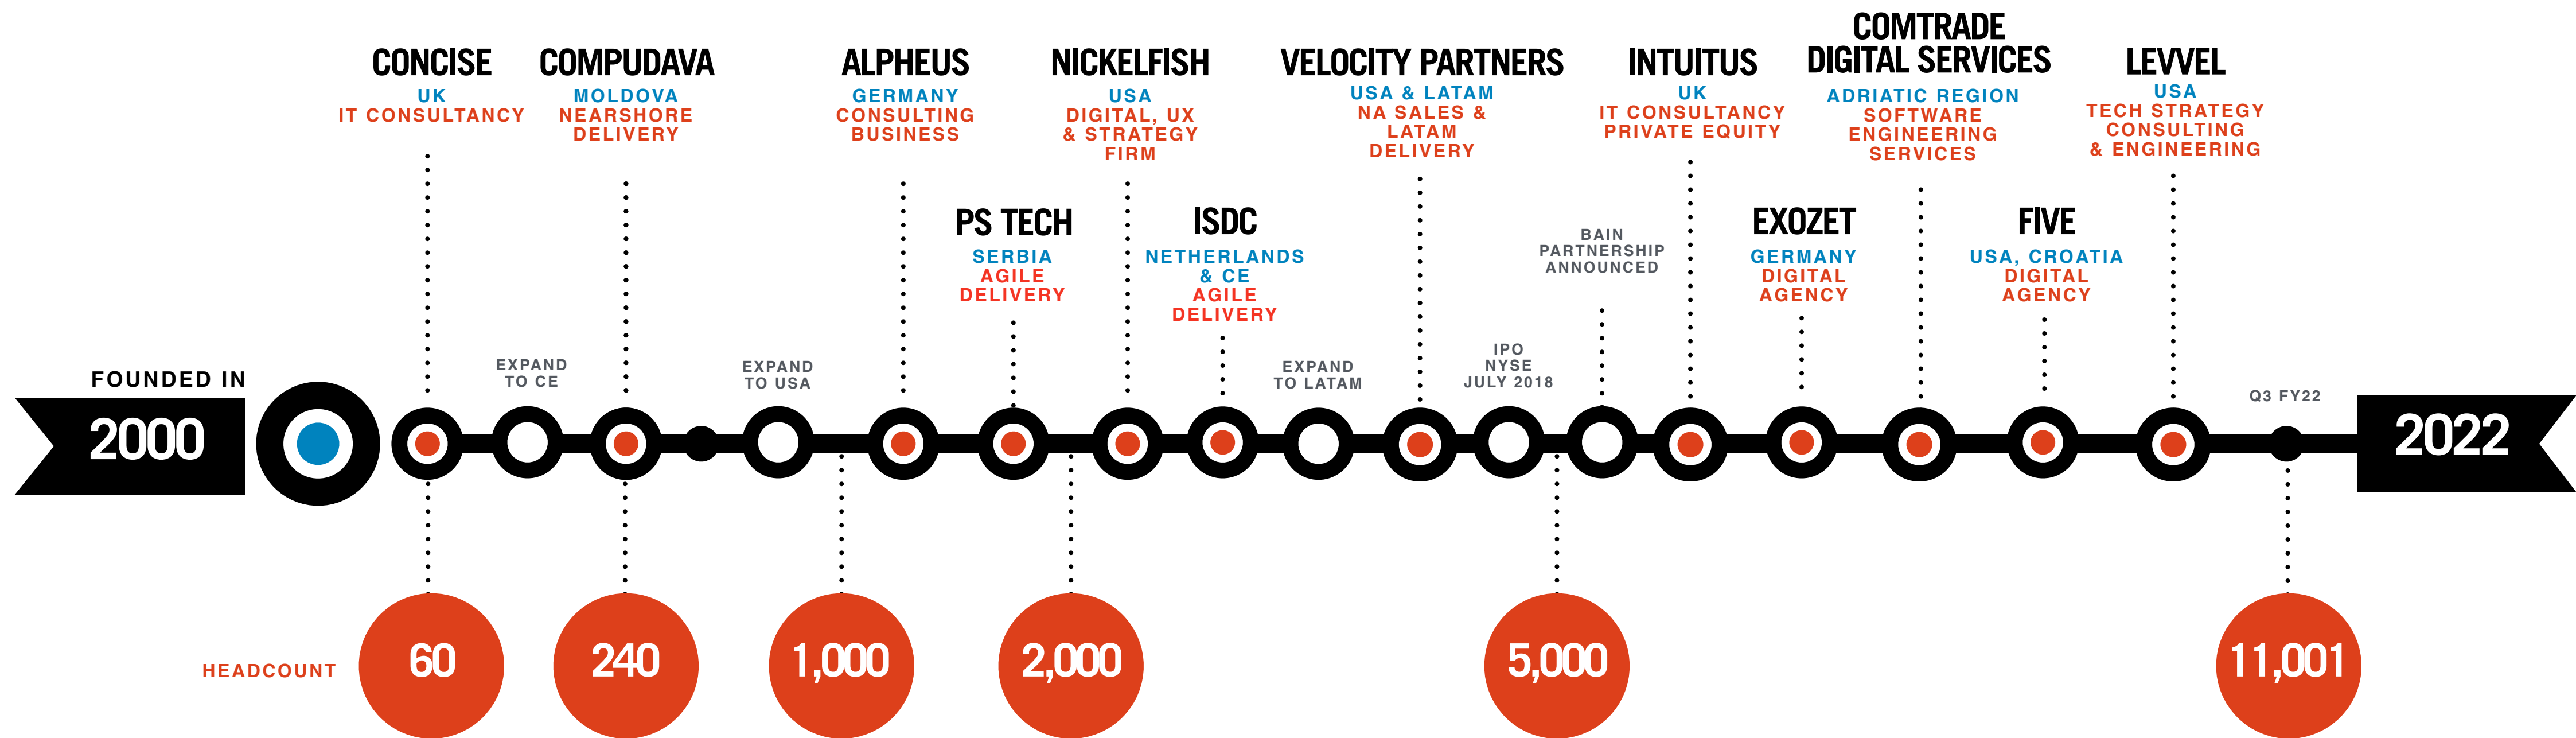 FOUNDED IN
2000
CONCISE
UK
IT CONSULTANCY
EXPAND
TO CE
COMPUDAVA
MOLDOVA
NEARSHORE
DELIVERY
EXPAND
TO USA
ALPHEUS
GERMANY
CONSULTING
BUSINESS
PS TECH
SERBIA
AGILE
DELIVERY
NICKELFISH
USA
DIGITAL, UX
& STRATEGY
FIRM
ISDC
NETHERLANDS
& CE
AGILE
DELIVERY
EXPAND
TO LATAM
VELOCITY PARTNERS
USA & LATAM
NA SALES &
LATAM
DELIVERY
IPO
NYSE
JULY 2018
BAIN
PARTNERSHIP
ANNOUNCED
INTUITUS
UK
IT CONSULTANCY
PRIVATE EQUITY
EXOZET
GERMANY
DIGITAL
AGENCY
COMTRADE
DIGITAL SERVICES
ADRIATIC REGION
SOFTWARE
ENGINEERING
SERVICES
FIVE
USA, CROATIA
DIGITAL
AGENCY
LEVVEL
USA
TECH STRATEGY
CONSULTING
& ENGINEERING
Q3 FY22
2022
HEADCOUNT
60
240
1,000
2,000
5,000
11,001